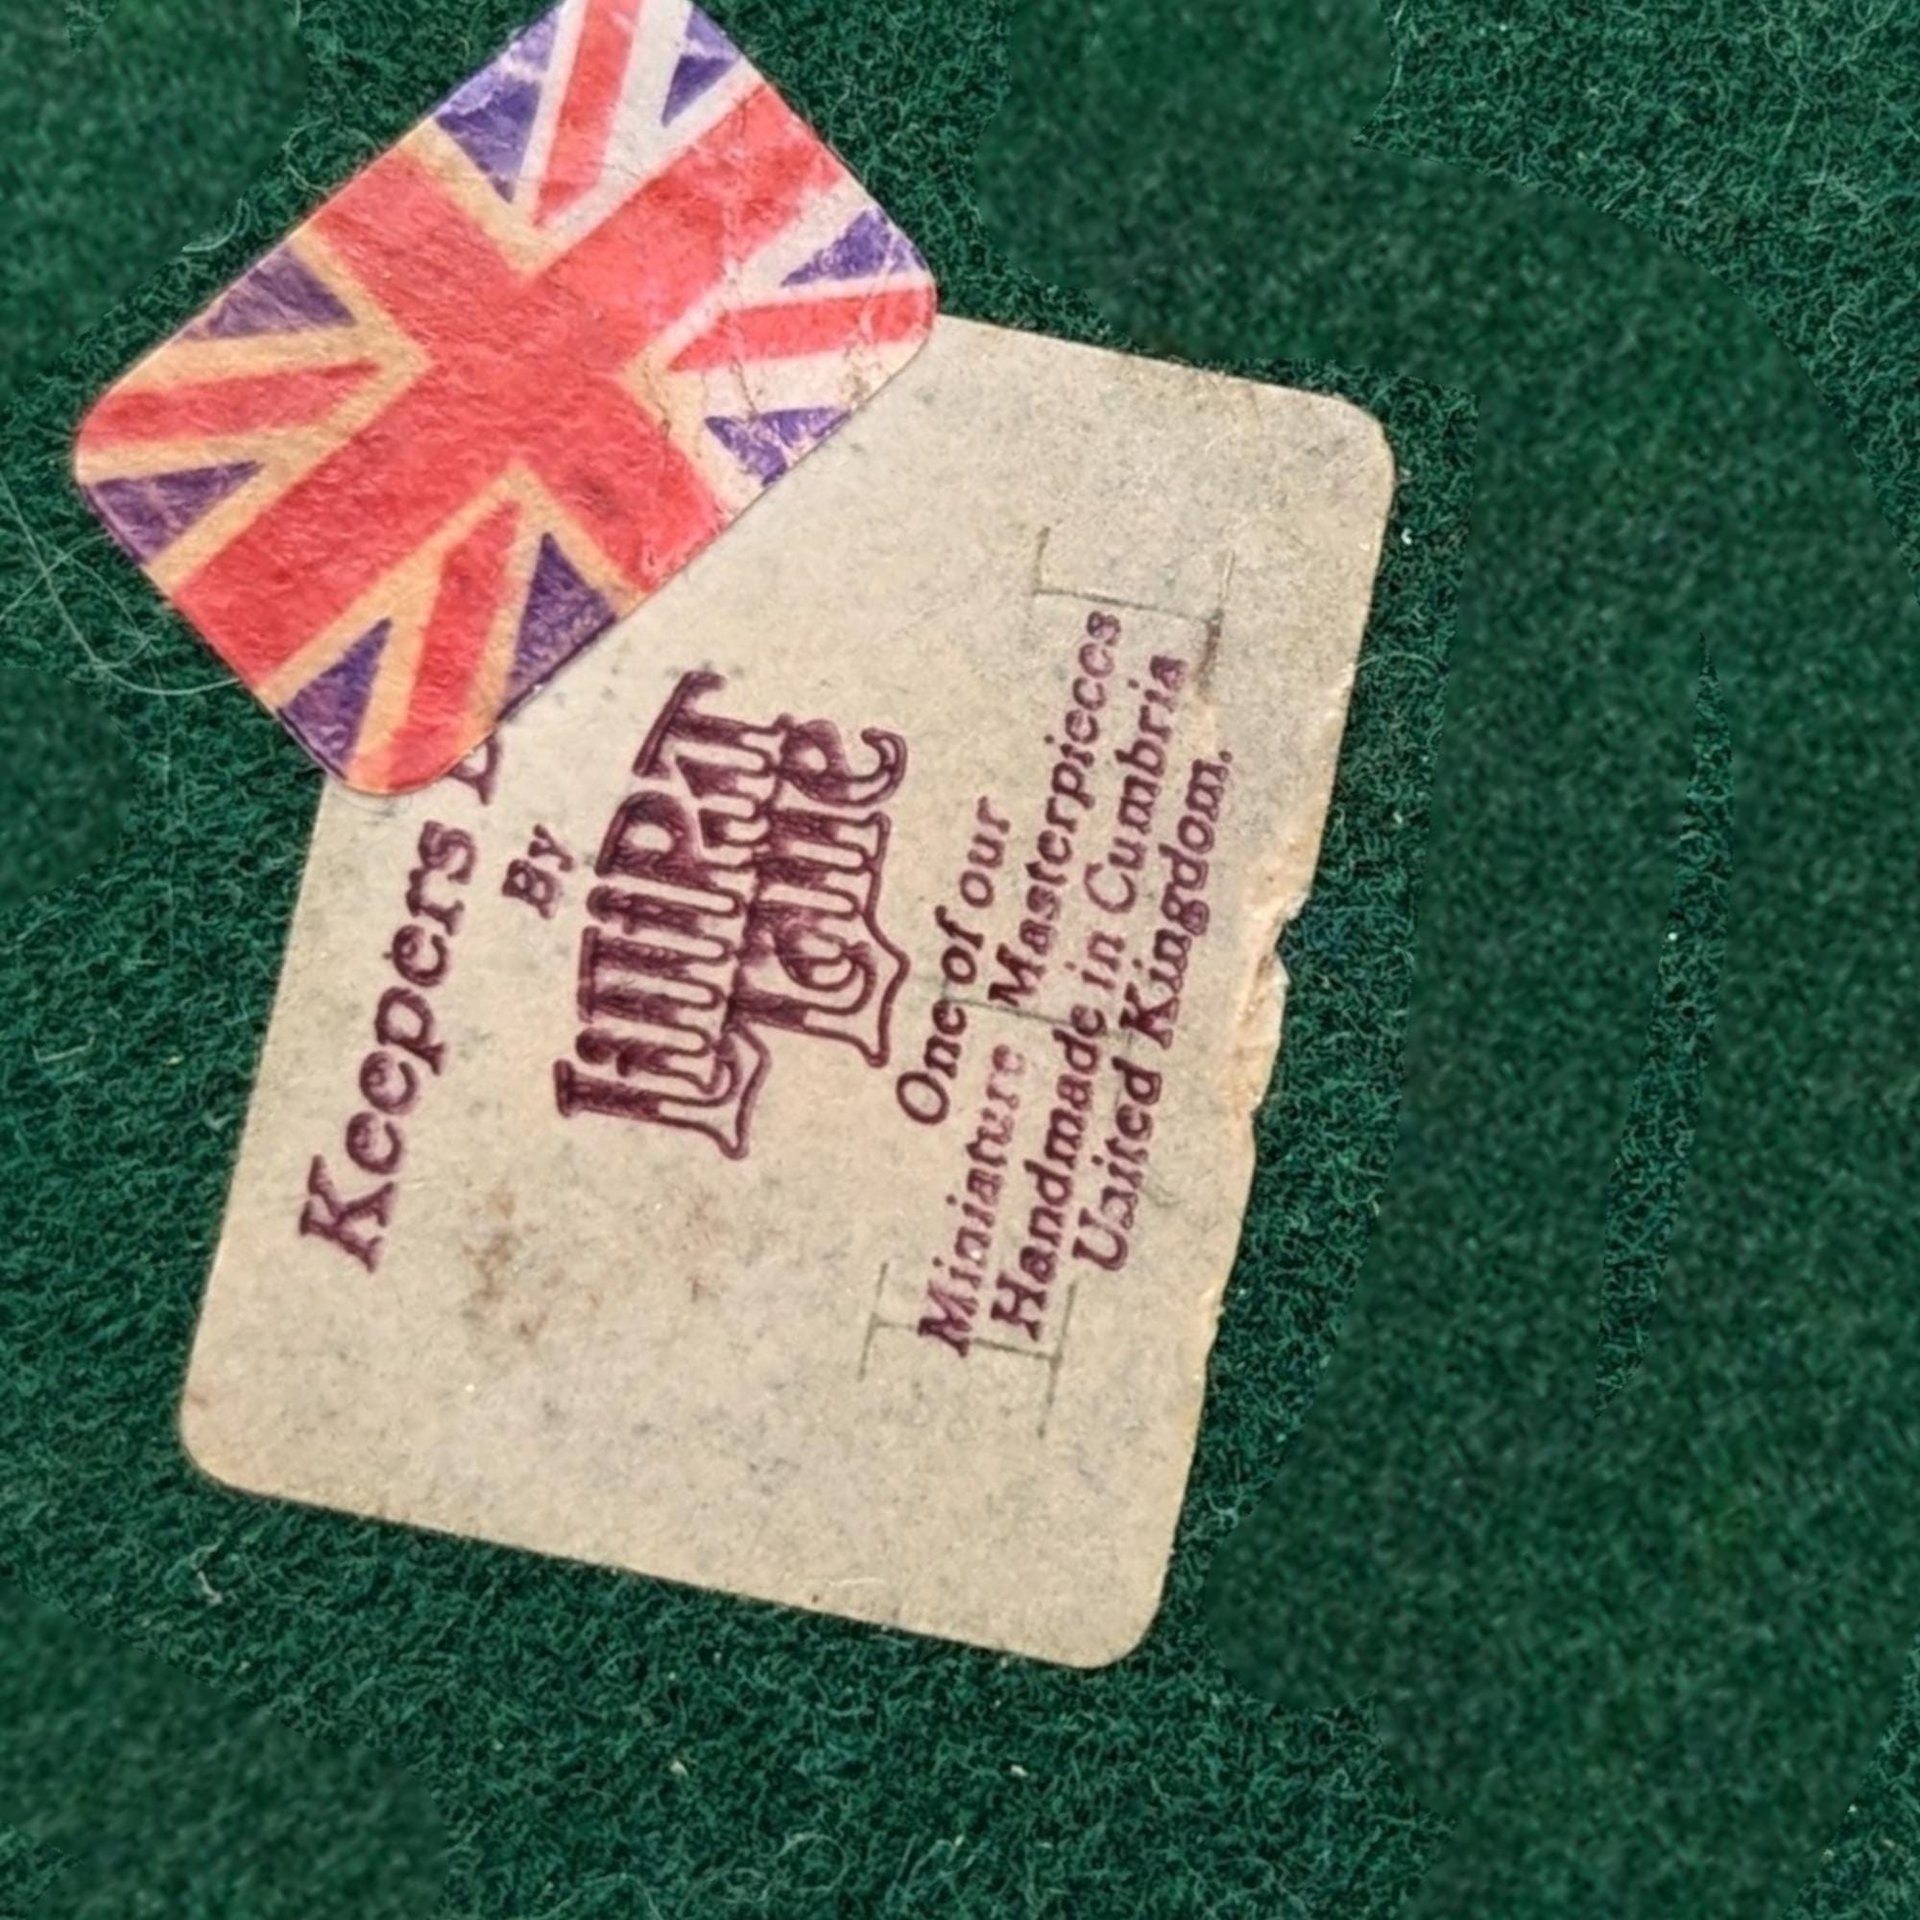 Keepers L
By
LILLIPUT
LANE
One of our
Miniature Masterpieces
Handmade in Cumbria
United Kingdom.